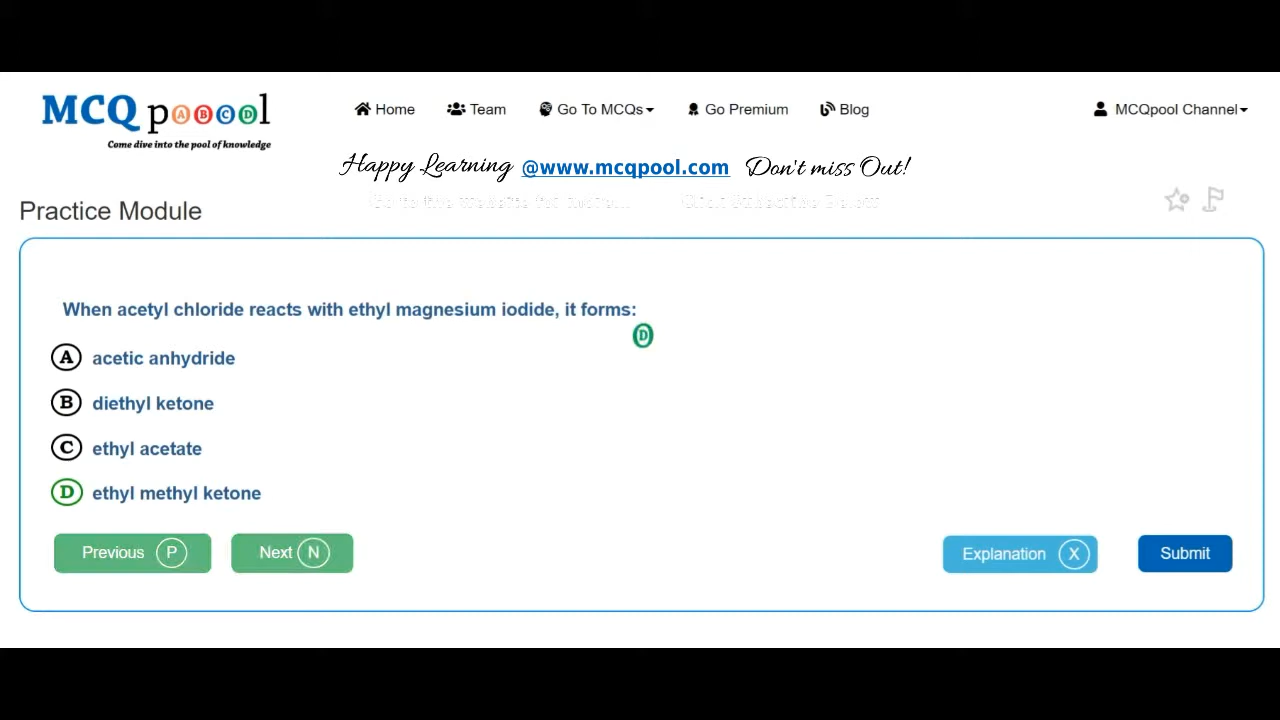 MCQ pABCDl
Come dive into the pool of knowledge
Home Team Go To MCQs Go Premium Blog MCQpool Channel
Happy Learning @www.mcqpool.com Don't miss Out!
Practice Module
When acetyl chloride reacts with ethyl magnesium iodide, it forms:
D
A acetic anhydride
B diethyl ketone
C ethyl acetate
D ethyl methyl ketone
Previous P Next N Explanation X Submit